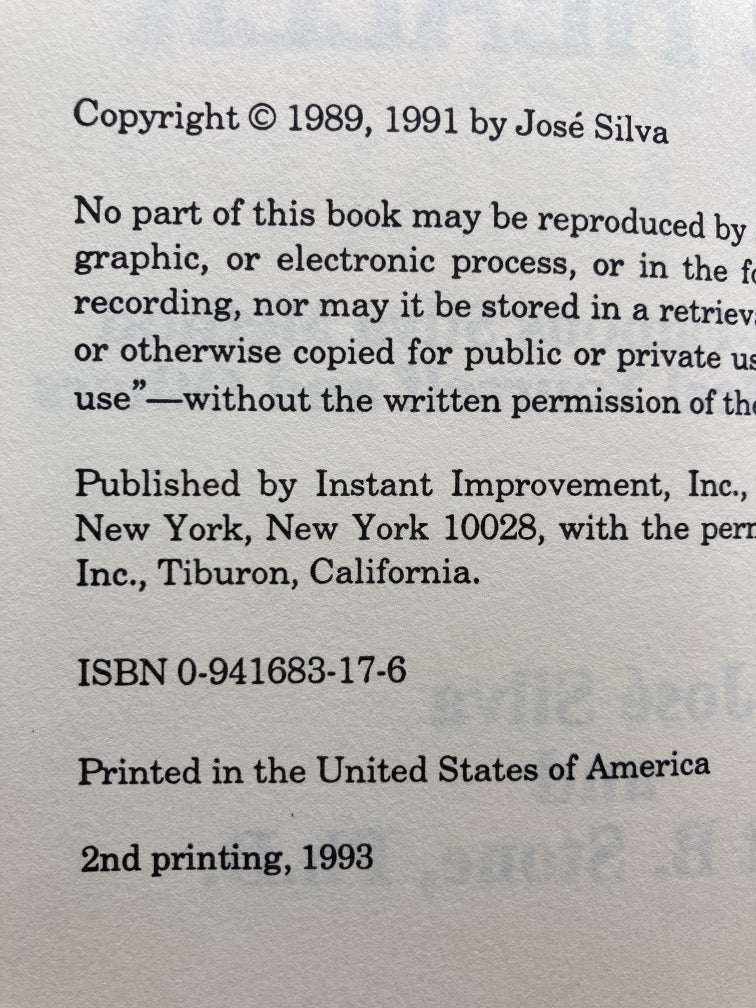 Copyright © 1989, 1991 by José Silva
No part of this book may be reproduced by
graphic, or electronic process, or in the
recording, nor may it be stored in a
or otherwise copied for public or private
use”—without the written permission of
Published by Instant Improvement, Inc.,
New York, New York 10028, with the
Inc., Tiburon, California.
ISBN 0-941683-17-6
Printed in the United States of America
2nd printing, 1993